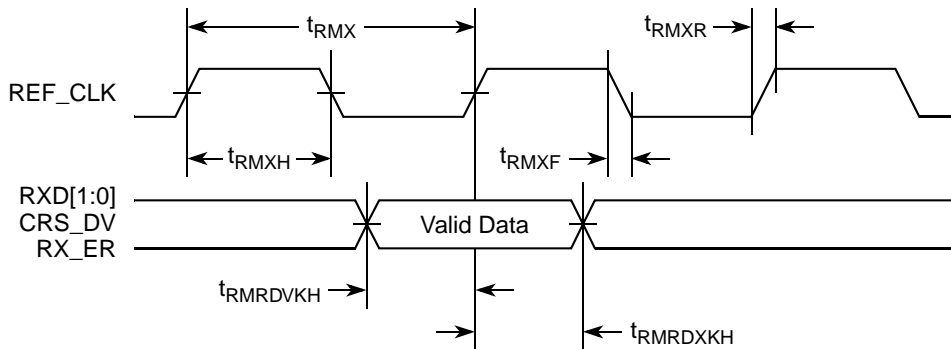 tRMX
tRMXR
REF_CLK
tRMXH
tRMXF
RXD[1:0]
CRS_DV
RX_ER
Valid Data
tRMRDVKH
tRMRDXKH